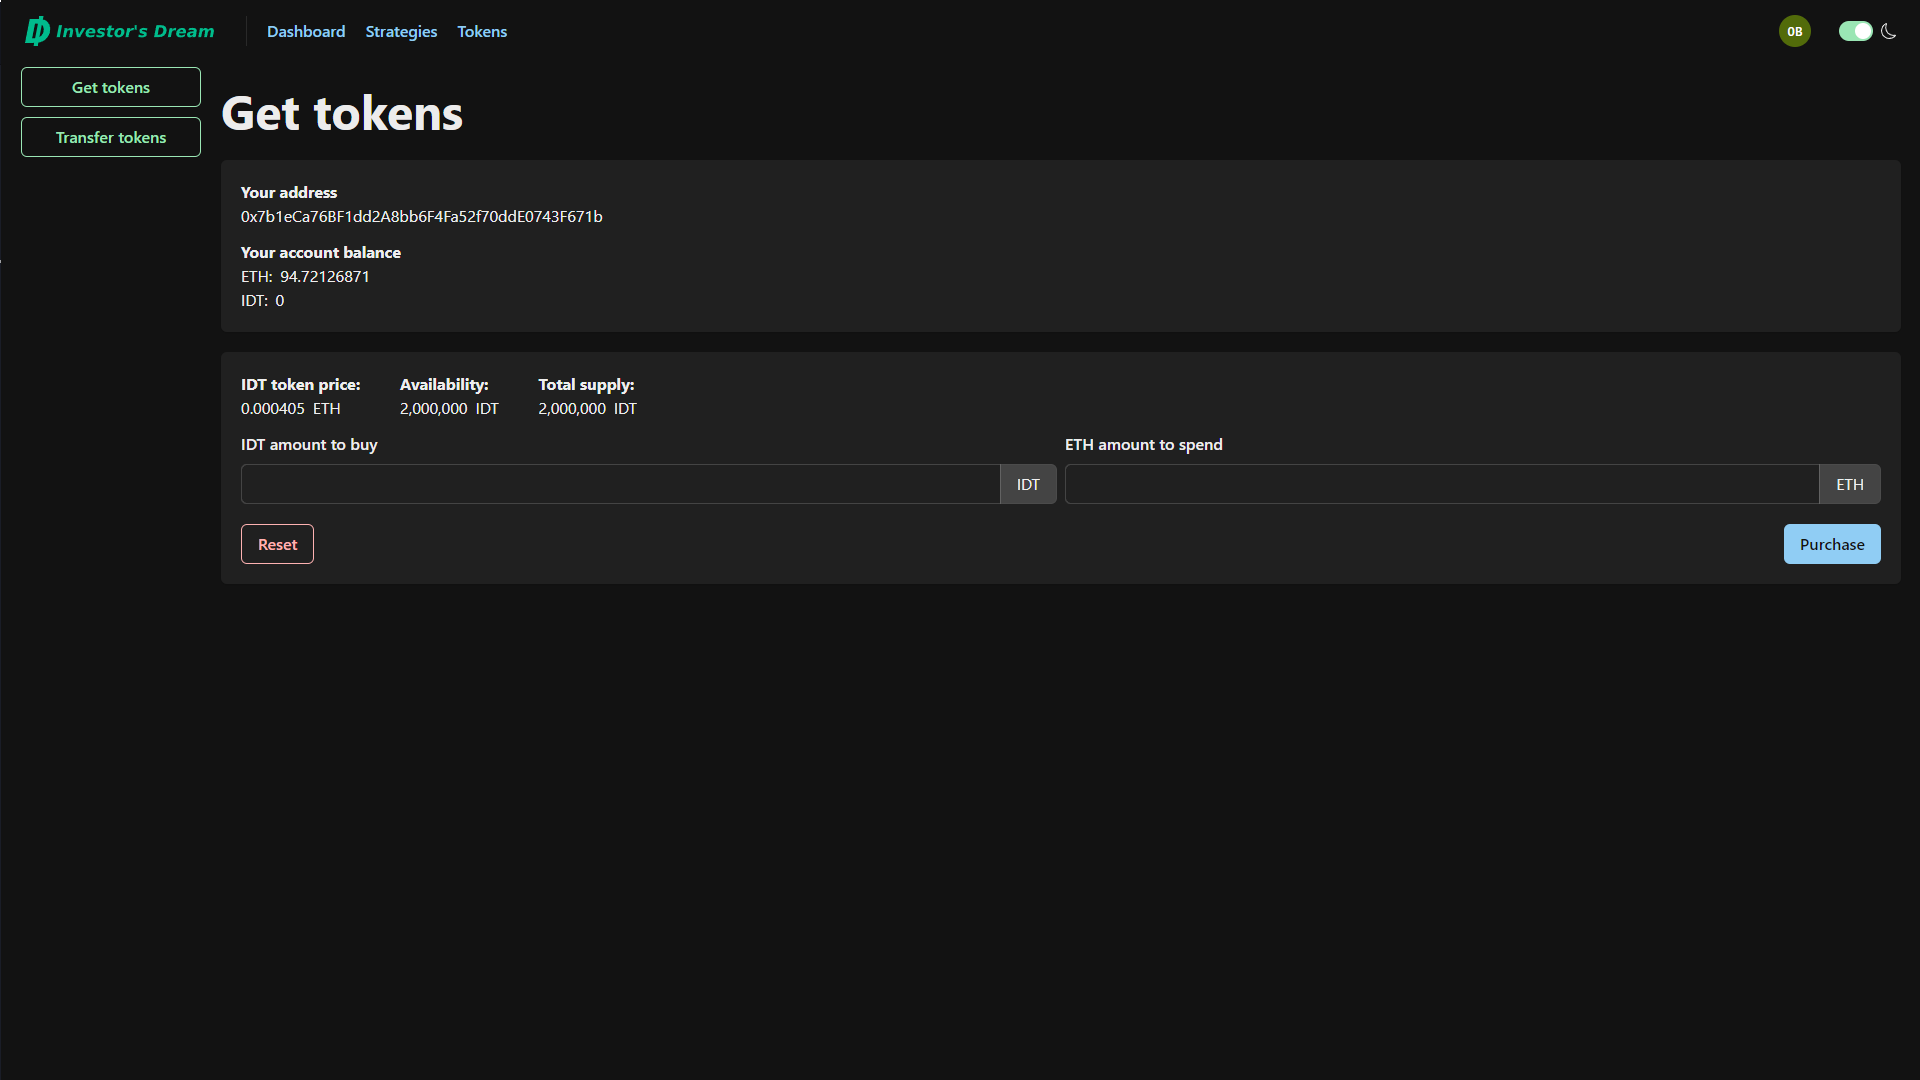 Investor's Dream
Dashboard Strategies Tokens
OB
Get tokens
Transfer tokens
Get tokens
Your address
0x7b1eCa76BF1dd2A8bb6F4Fa52f70ddE0743F671b
Your account balance
ETH: 94.72126871
IDT: 0
IDT token price: Availability: Total supply:
0.000405 ETH 2,000,000 IDT 2,000,000 IDT
IDT amount to buy ETH amount to spend
IDT ETH
Reset Purchase